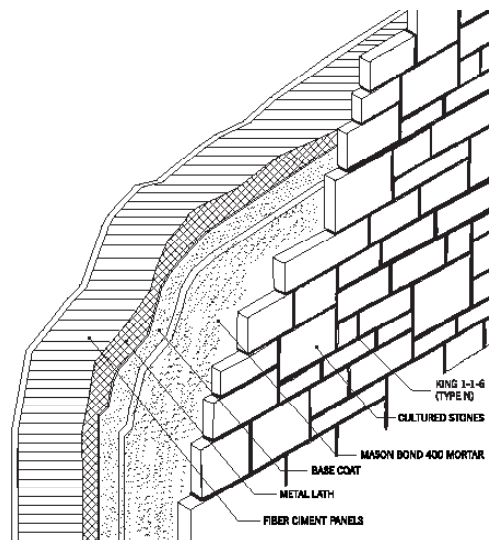 KING 1-1-6
(TYPE N)
CULTURED STONES
MASON BOND 400 MORTAR
BASE COAT
METAL LATH
FIBER CIMENT PANELS